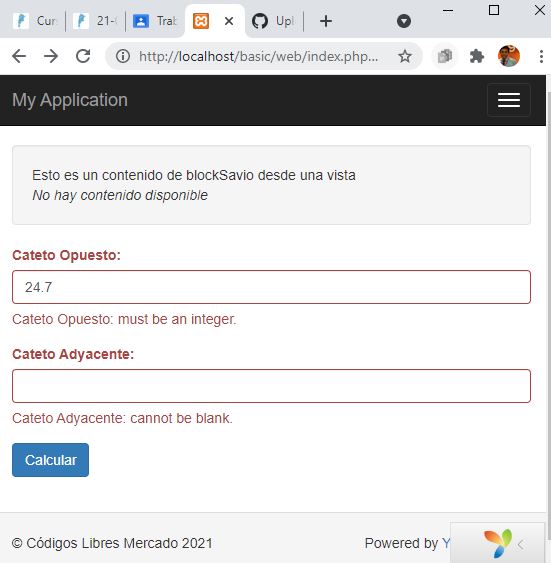 Cur
21-
Trab
Upl
http://localhost/basic/web/index.php...
My Application
Esto es un contenido de blockSavio desde una vista
No hay contenido disponible
Cateto Opuesto:
24.7
Cateto Opuesto: must be an integer.
Cateto Adyacente:
Cateto Adyacente: cannot be blank.
Calcular
© Códigos Libres Mercado 2021
Powered by Y